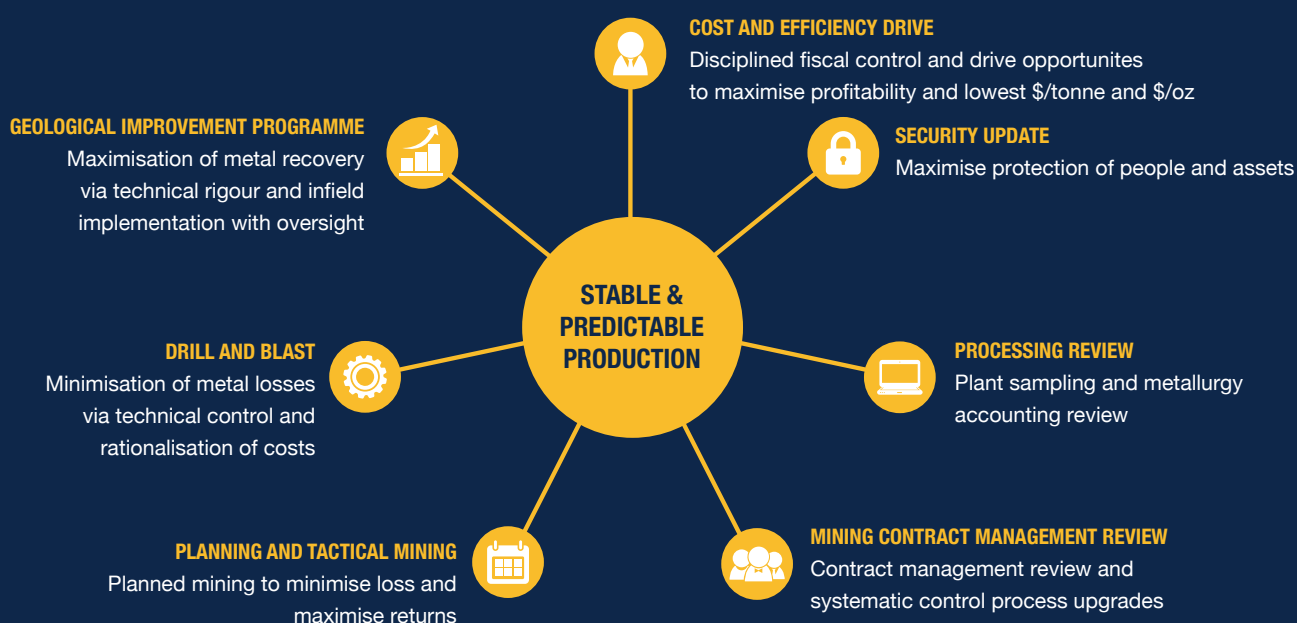 COST AND EFFICIENCY DRIVE
Disciplined fiscal control and drive opportunites
to maximise profitability and lowest $/tonne and $/oz
GEOLOGICAL IMPROVEMENT PROGRAMME
Maximisation of metal recovery
via technical rigour and infield
implementation with oversight
SECURITY UPDATE
Maximise protection of people and assets
STABLE &
PREDICTABLE
PRODUCTION
DRILL AND BLAST
Minimisation of metal losses
via technical control and
rationalisation of costs
PROCESSING REVIEW
Plant sampling and metallurgy
accounting review
PLANNING AND TACTICAL MINING
Planned mining to minimise loss and
maximise returns
MINING CONTRACT MANAGEMENT REVIEW
Contract management review and
systematic control process upgrades